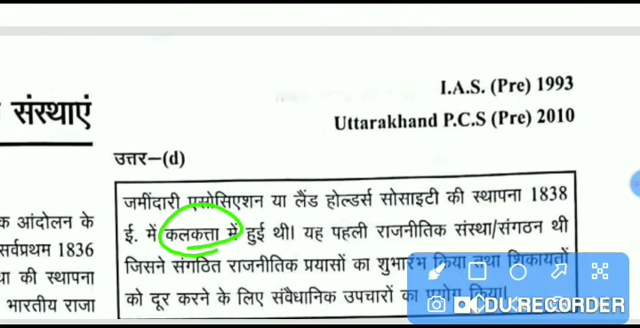 I.A.S. (Pre) 1993
संस्थाएं
Uttarakhand P.C.S (Pre) 2010
उत्तर–(d)
जमींदारी एसोसिएशन या लैंड होल्डर्स सोसाइटी की स्थापना 1838
ई. में कलकत्ता में हुई थी। यह पहली राजनीतिक संस्था/संगठन थी
जिसने संगठित राजनीतिक प्रयासों का शुभारंभ किया तथा शिकायतों
को दूर करने के लिए संवैधानिक उपचारों का प्रयोग किया।
क आंदोलन के
सर्वप्रथम 1836
की स्थापना
भारतीय राजा
DU RECORDER